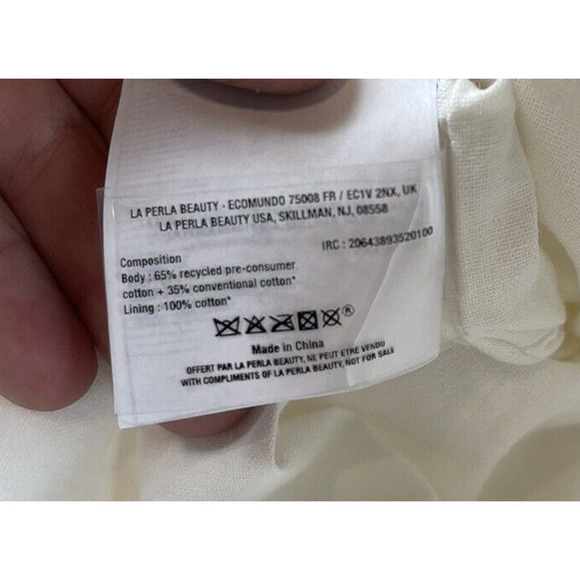 LA PERLA BEAUTY - ECOMUNDO 75008 FR / EC1V 2NX, UK
LA PERLA BEAUTY USA, SKILLMAN, NJ, 08558
IRC : 20643893520100
Composition
Body : 65% recycled pre-consumer
cotton + 35% conventional cotton*
Lining : 100% cotton*
®
Made in China
OFFERT PAR LA PERLA BEAUTY, NE PEUT ETRE VENDU
WITH COMPLIMENTS OF LA PERLA BEAUTY, NOT FOR SALE